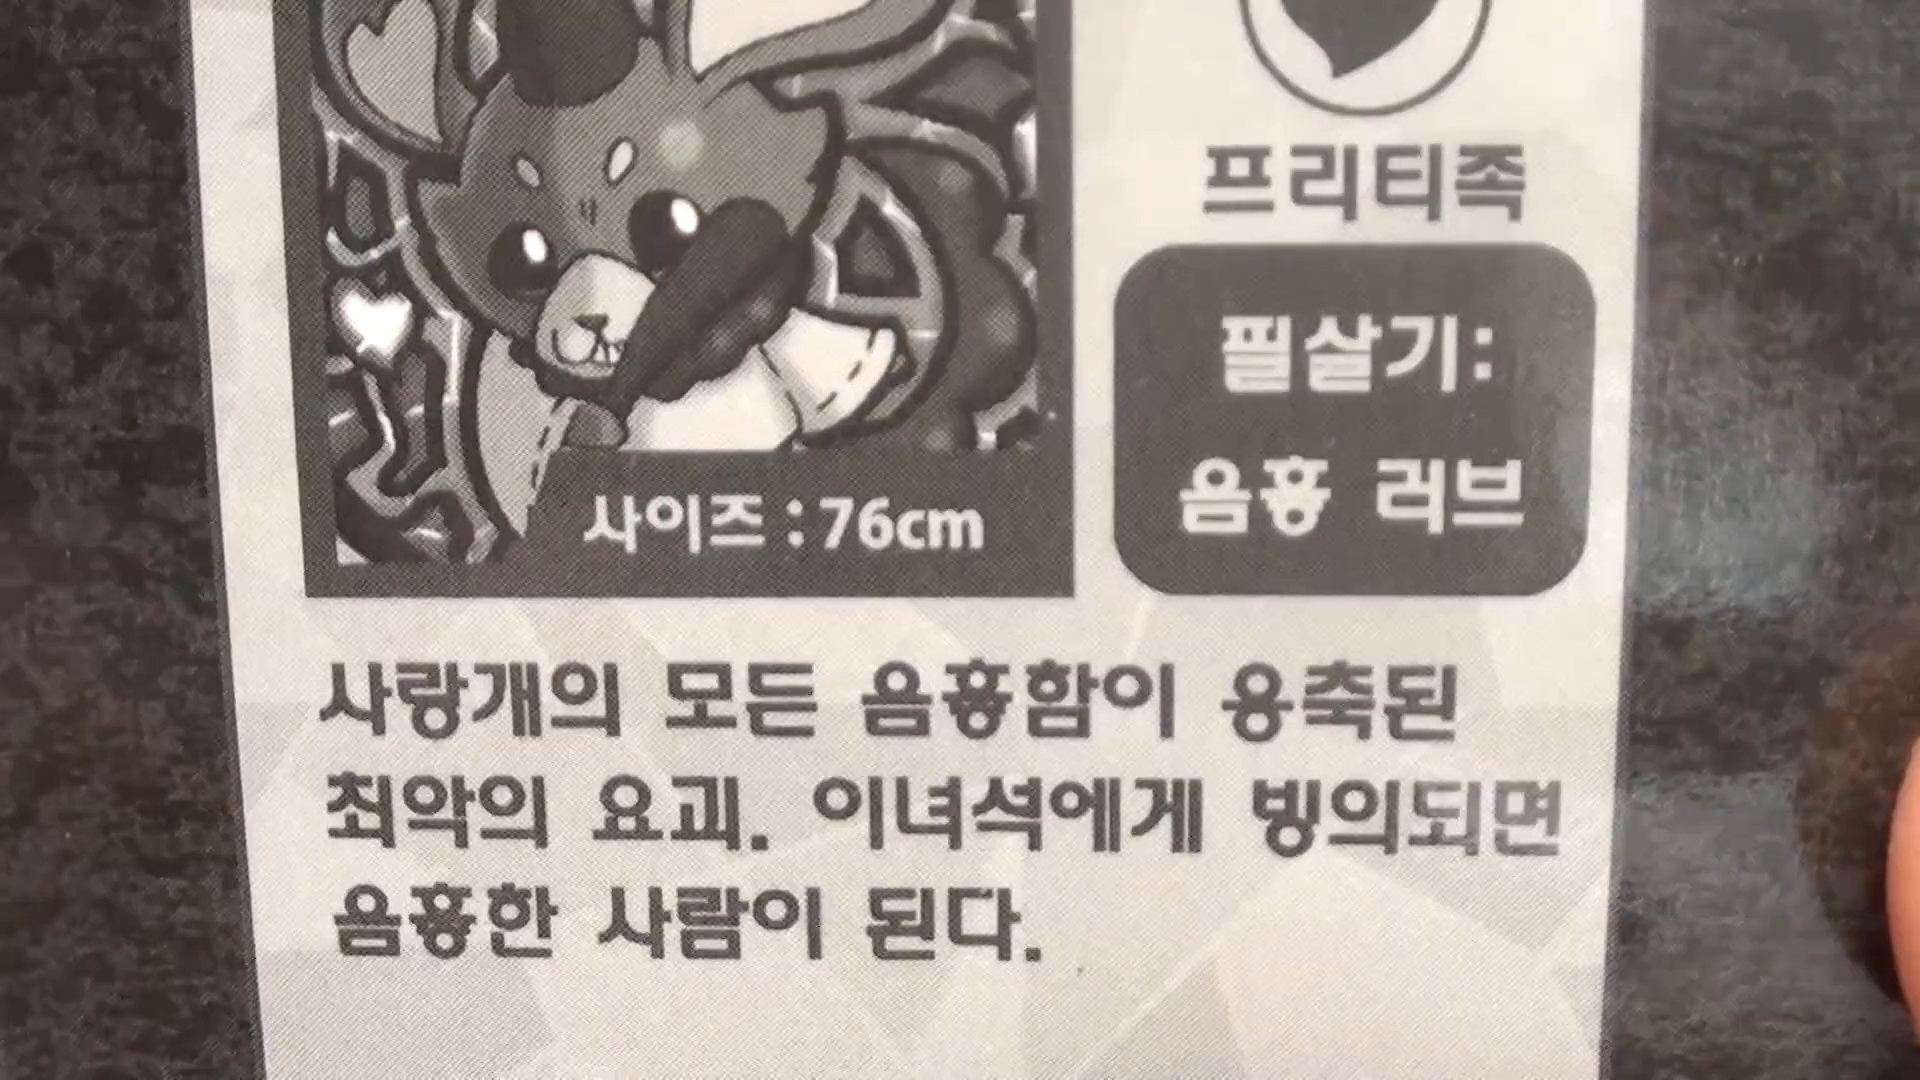 프리티족
필살기:
음흉 러브
사이즈 : 76cm
사랑개의 모든 음흉함이 응축된
최악의 요괴. 이녀석에게 빙의되면
음흉한 사람이 된다.